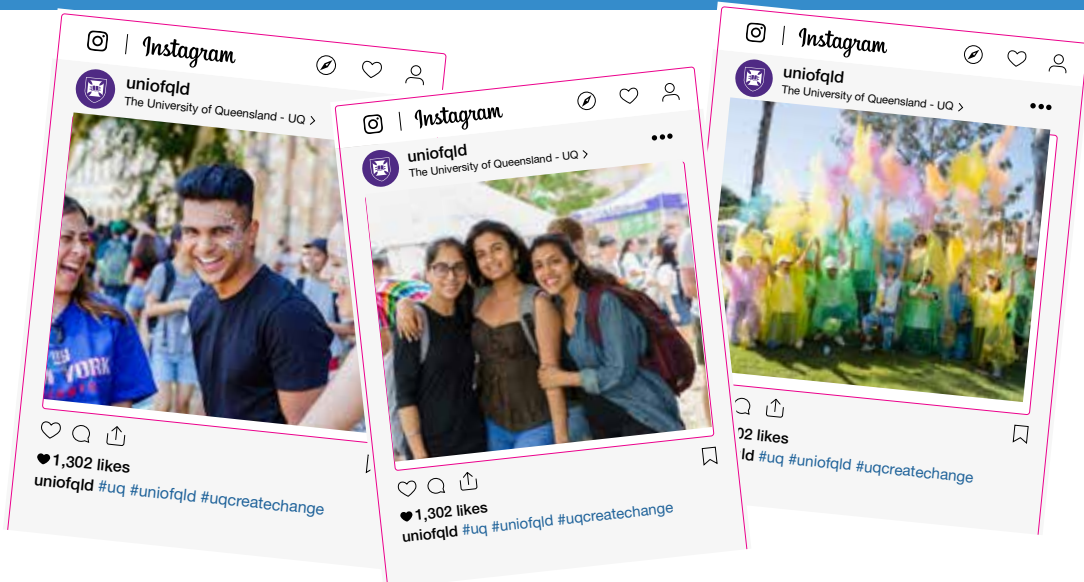 Instagram
uniofqld
The University of Queensland - UQ >
YORK
1,302 likes
uniofqld #uq #uniofqld #uqcreatechange
Instagram
uniofqld
The University of Queensland - UQ >
1,302 likes
uniofqld #uq #uniofqld #uqcreatechange
Instagram
uniofqld
The University of Queensland - UQ >
02 likes
ld #uq #uniofqld #uqcreatechange